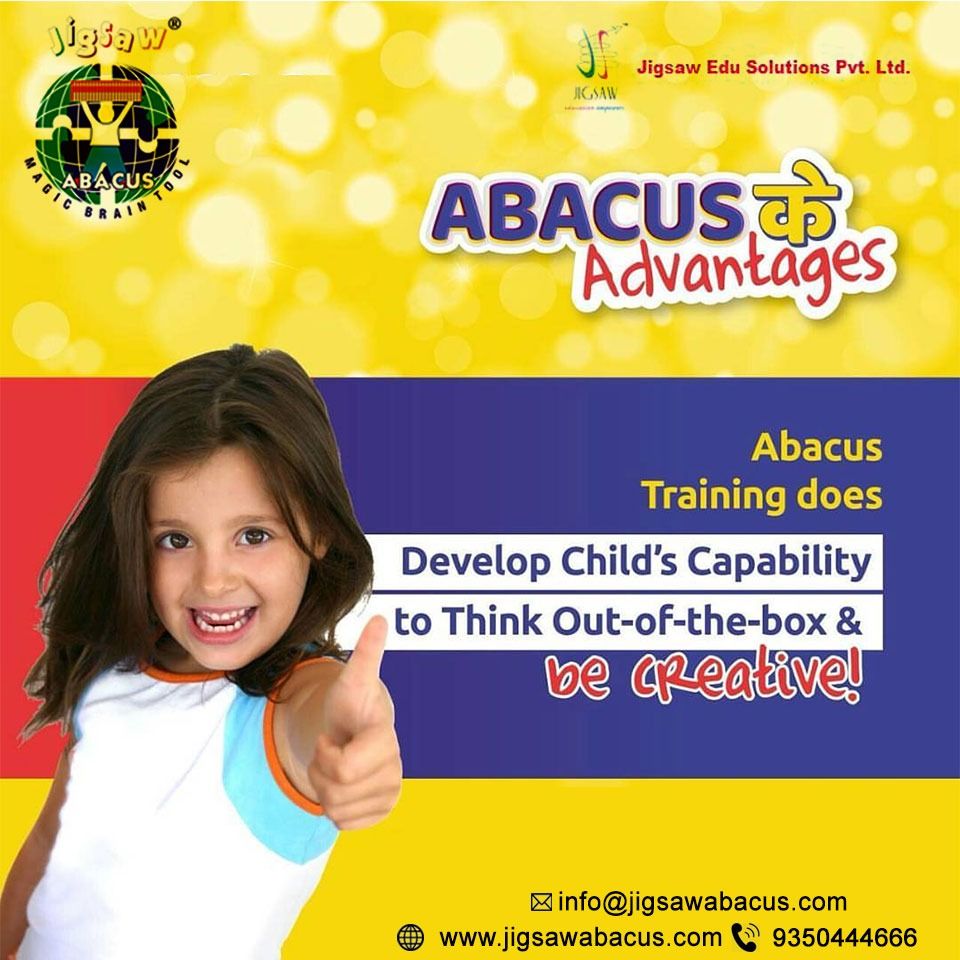 Jigsaw®
ABACUS
MAGIC BRAIN TOOL
JIGSAW
Jigsaw Edu Solutions Pvt. Ltd.
ABACUS के
Advantages
Abacus
Training does
Develop Child's Capability
to Think Out-of-the-box &
be creative!
info@jigsawabacus.com
www.jigsawabacus.com 9350444666